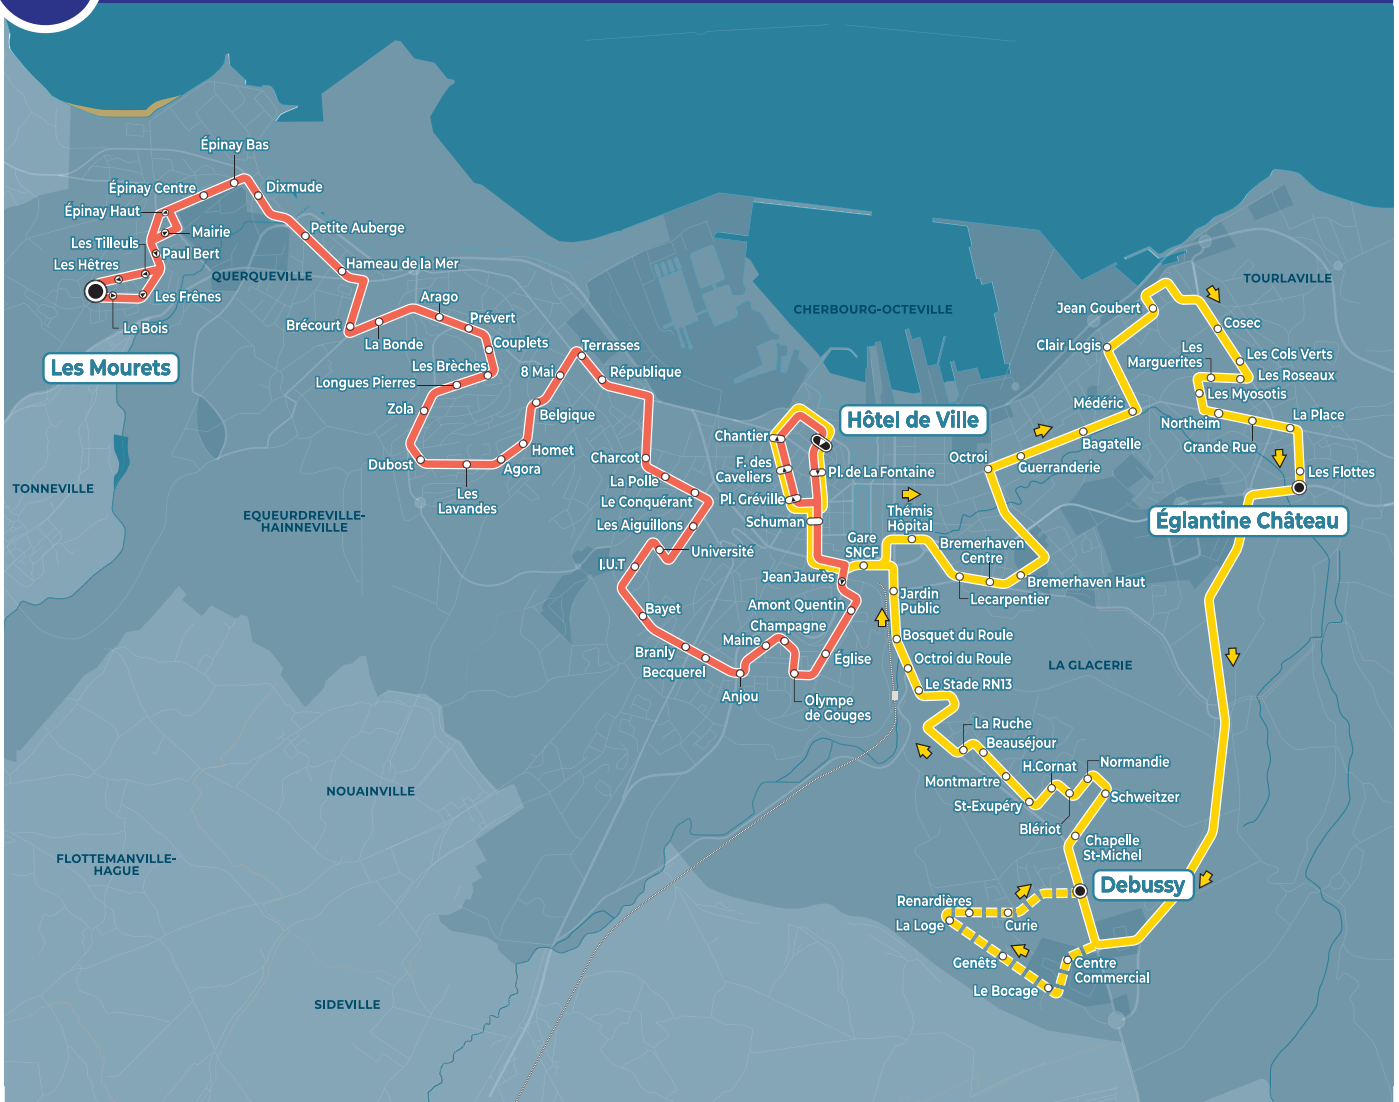 Épinay Bas
Épinay Centre
Dixmude
Épinay Haut
Mairie
Petite Auberge
Les Tilleuls
Paul Bert
Les Hêtres
Hameau de la Mer
QUERQUEVILLE
Les Frênes
Le Bois
Les Mourets
Brécourt
La Bonde
Arago
Prévert
Couplets
Les Brèches
Longues Pierres
Zola
Dubost
Les
Lavandes
Agora
Homet
Belgique
8 Mai
Terrasses
République
Charcot
La Polle
Le Conquérant
Les Aiguillons
Université
I.U.T
Bayet
Branly
Becquerel
Anjou
Maine
Champagne
Olympe
de Gouges
Église
Amont Quentin
Jean Jaurès
Schuman
Pl. Gréville
F. des
Caveliers
Chantier
Hôtel de Ville
Pl. de La Fontaine
Gare
SNCF
Thémis
Hôpital
Bremerhaven
Centre
Lecarpentier
Bremerhaven Haut
Octroi
Guerranderie
Bagatelle
Médéric
Clair Logis
Jean Goubert
Cosec
Les Cols Verts
Les Roseaux
Les
Marguerites
Les Myosotis
Northeim
Grande Rue
La Place
Les Flottes
Églantine Château
Jardin
Public
Bosquet du Roule
Octroi du Roule
Le Stade RN13
La Ruche
Beauséjour
Montmartre
St-Exupéry
H.Cornat
Blériot
Normandie
Schweitzer
Chapelle
St-Michel
Debussy
Renardières
La Loge
Curie
Genêts
Le Bocage
Centre
Commercial
CHERBOURG-OCTEVILLE
TOURLAVILLE
TONNEVILLE
EQUEURDREVILLE-
HAINNEVILLE
LA GLACERIE
NOUAINVILLE
FLOTTEMANVILLE-
HAGUE
SIDEVILLE